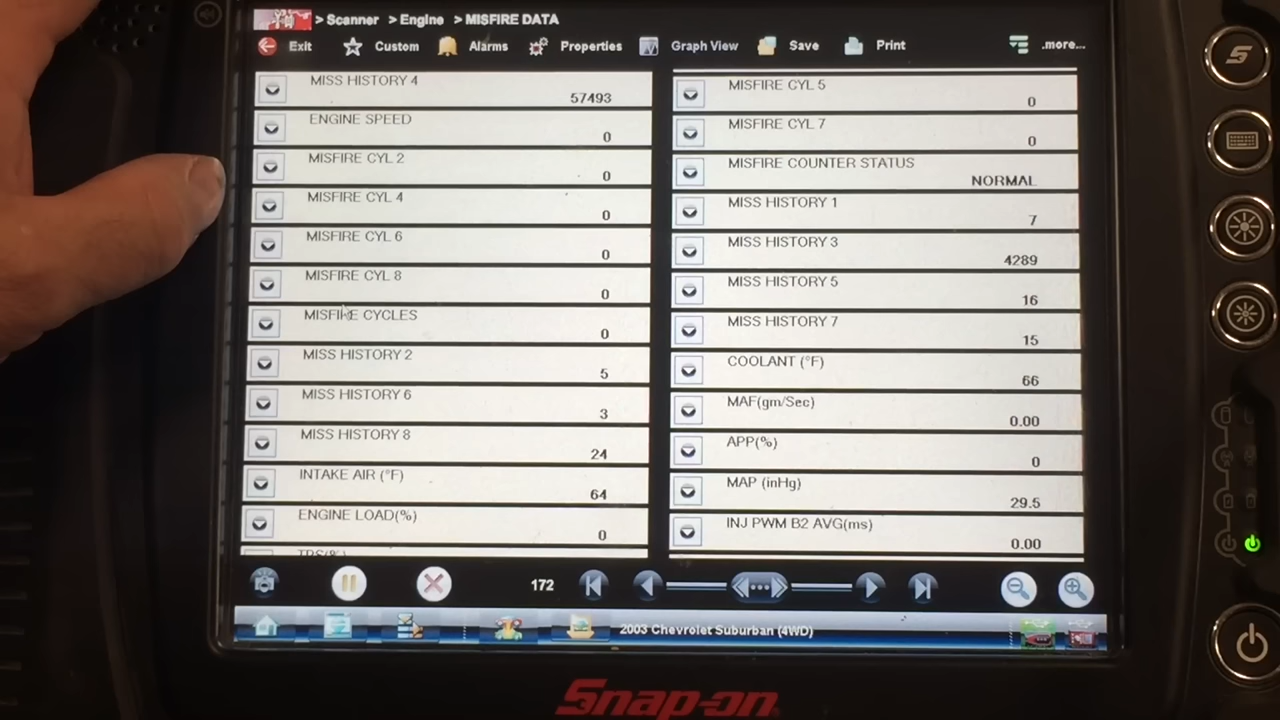 > Scanner > Engine > MISFIRE DATA
Exit Custom Alarms Properties Graph View Save Print .more...
MISS HISTORY 4
57493
ENGINE SPEED
0
MISFIRE CYL 2
0
MISFIRE CYL 4
0
MISFIRE CYL 6
0
MISFIRE CYL 8
0
MISFIRE CYCLES
0
MISS HISTORY 2
5
MISS HISTORY 6
3
MISS HISTORY 8
24
INTAKE AIR (°F)
64
ENGINE LOAD(%)
0
TPS(%)
MISFIRE CYL 5
0
MISFIRE CYL 7
0
MISFIRE COUNTER STATUS
NORMAL
MISS HISTORY 1
7
MISS HISTORY 3
4289
MISS HISTORY 5
16
MISS HISTORY 7
15
COOLANT (°F)
66
MAF(gm/Sec)
0.00
APP(%)
0
MAP (inHg)
29.5
INJ PWM B2 AVG(ms)
0.00
172
2003 Chevrolet Suburban (4WD)
Snap-on
S